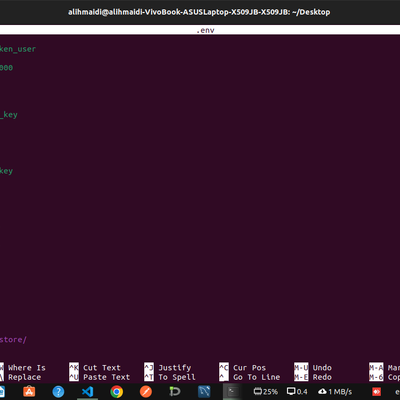 alihmaidi@alihmaidi-VivoBook-ASUSLaptop-X509JB-X509JB: ~/Desktop
.env
ken_user
000
_key
key
store/
W Where Is ^K Cut Text ^J Justify ^C Cur Pos M-U Undo M-A Mar
\ Replace ^U Paste Text ^T To Spell ^_ Go To Line M-E Redo M-6 Cop
25% 0.4 1 MB/s e